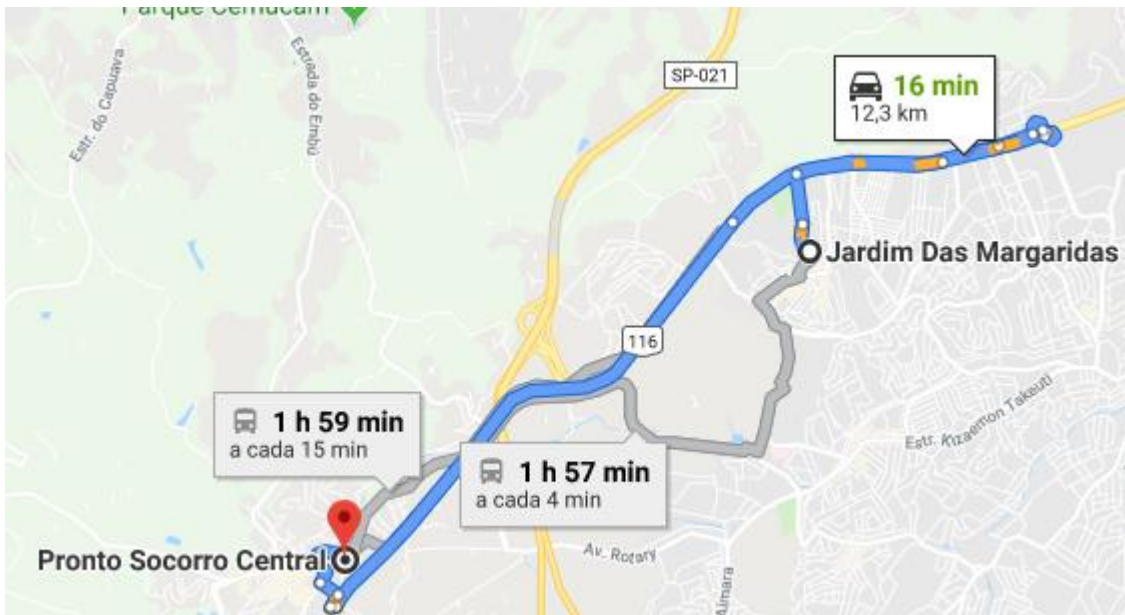 Parque Cemucam
Estr. do Capuava
Estrada do Embú
SP-021
16 min
12,3 km
Jardim Das Margaridas
116
1 h 59 min
a cada 15 min
1 h 57 min
a cada 4 min
Estr. Kizaemon Takeuti
Pronto Socorro Central
Av. Rotary